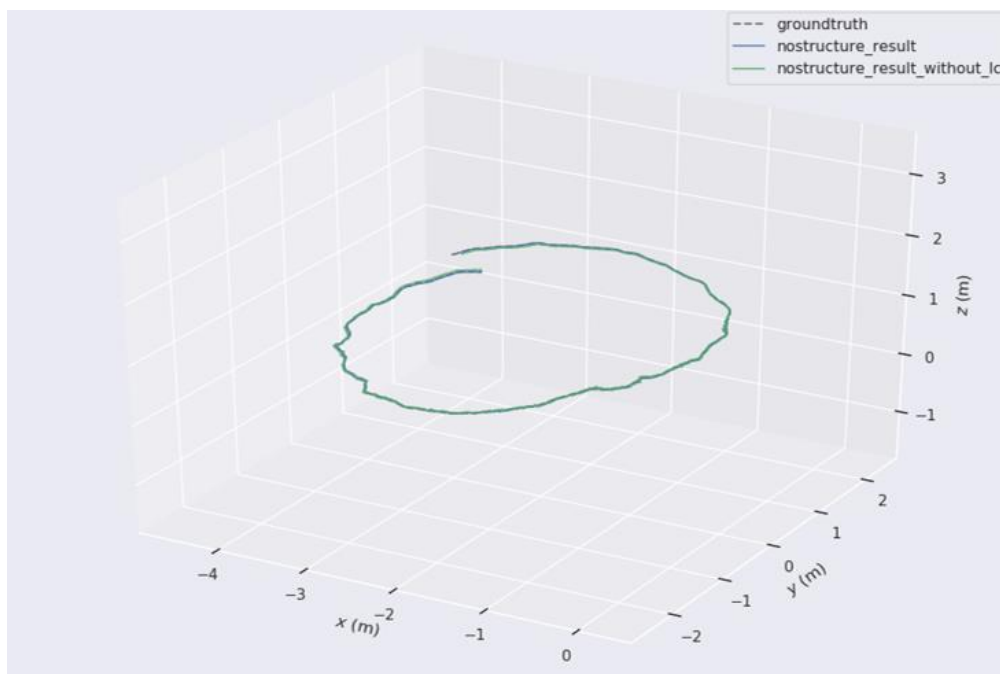 groundtruth
nostructure_result
nostructure_result_without_lc
3
2
1
0
−1
z (m)
2
1
0
−1
−2
y (m)
−4
−3
−2
−1
0
x (m)